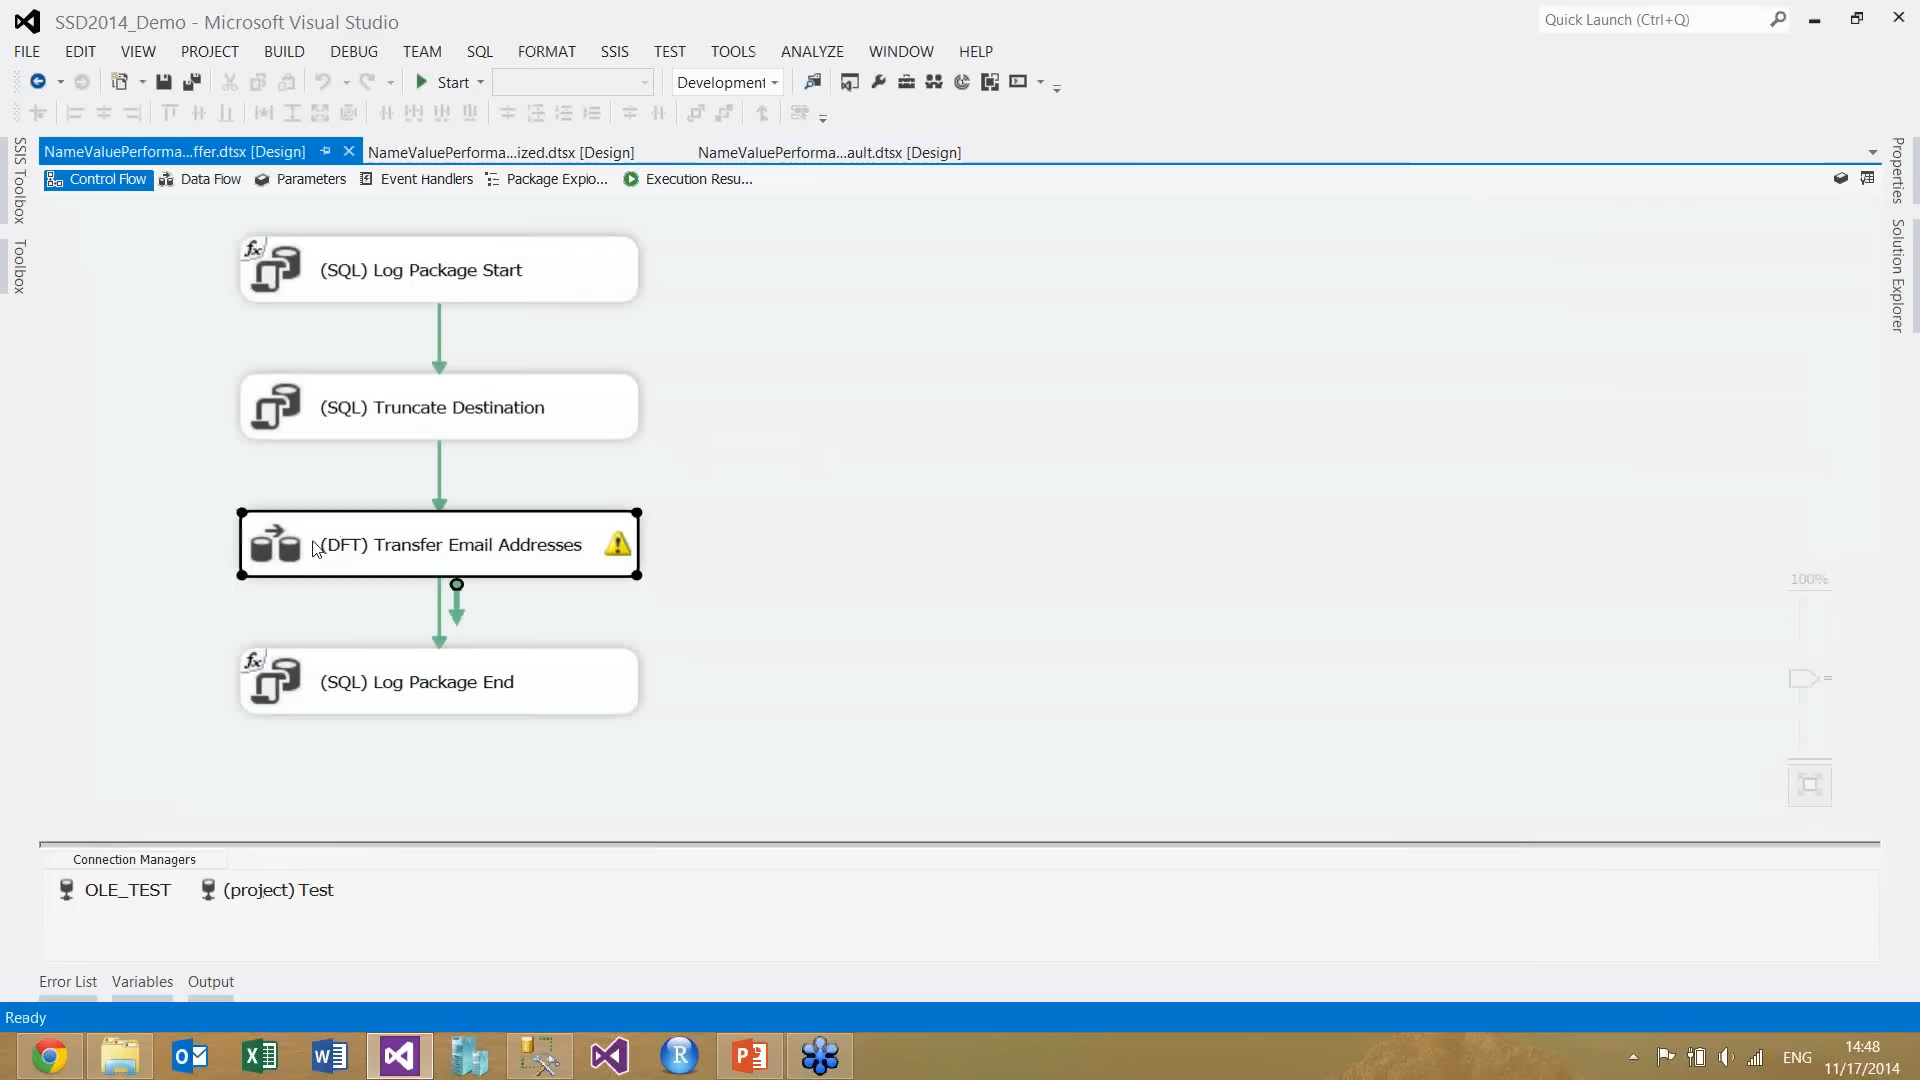 SSD2014_Demo - Microsoft Visual Studio
Quick Launch (Ctrl+Q)
FILE EDIT VIEW PROJECT BUILD DEBUG TEAM SQL FORMAT SSIS TEST TOOLS ANALYZE WINDOW HELP
Start Development
NameValuePerforma...ffer.dtsx [Design] NameValuePerforma...ized.dtsx [Design] NameValuePerforma...ault.dtsx [Design]
Control Flow Data Flow Parameters Event Handlers Package Explo... Execution Resu...
SSIS Toolbox
Toolbox
Properties
Solution Explorer
fx
(SQL) Log Package Start
(SQL) Truncate Destination
(DFT) Transfer Email Addresses
fx
(SQL) Log Package End
100%
Connection Managers
OLE_TEST (project) Test
Error List Variables Output
Ready
ENG
14:48
11/17/2014